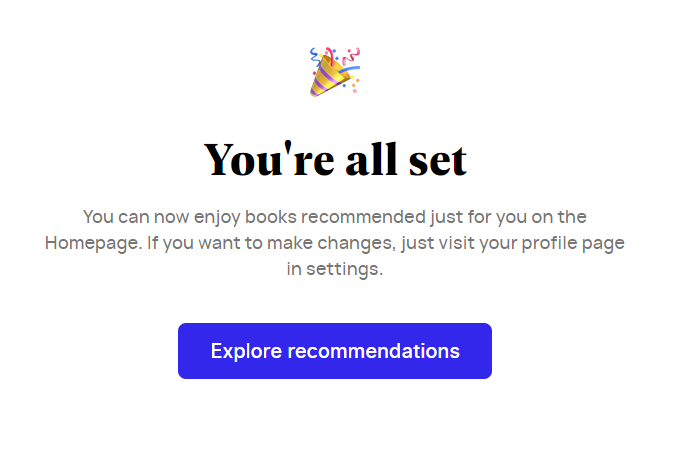 You're all set
You can now enjoy books recommended just for you on the
Homepage. If you want to make changes, just visit your profile page
in settings.
Explore recommendations